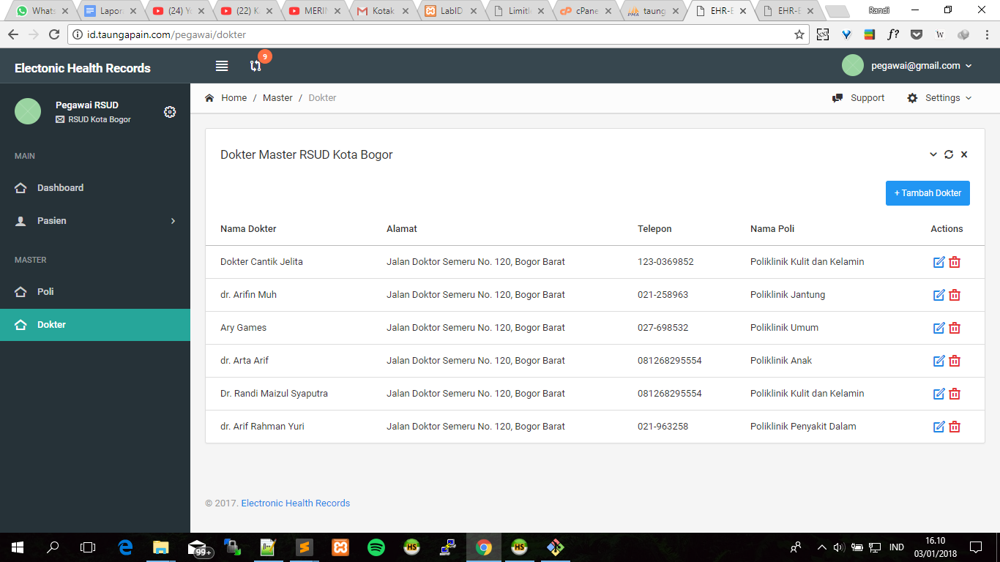 Whats
Lapor
(24) Y
(22) K
MERI
Kotak
LabID
Limitl
cPane
taung
EHR-E
EHR-E
Randi
id.taungapain.com/pegawai/dokter
Electonic Health Records
9
pegawai@gmail.com
Pegawai RSUD
RSUD Kota Bogor
Home / Master / Dokter
Support
Settings
MAIN
Dashboard
Pasien
MASTER
Poli
Dokter
Dokter Master RSUD Kota Bogor
+ Tambah Dokter
Nama Dokter Alamat Telepon Nama Poli Actions
Dokter Cantik Jelita Jalan Doktor Semeru No. 120, Bogor Barat 123-0369852 Poliklinik Kulit dan Kelamin
dr. Arifin Muh Jalan Doktor Semeru No. 120, Bogor Barat 021-258963 Poliklinik Jantung
Ary Games Jalan Doktor Semeru No. 120, Bogor Barat 027-698532 Poliklinik Umum
dr. Arta Arif Jalan Doktor Semeru No. 120, Bogor Barat 081268295554 Poliklinik Anak
Dr. Randi Maizul Syaputra Jalan Doktor Semeru No. 120, Bogor Barat 081268295554 Poliklinik Kulit dan Kelamin
dr. Arif Rahman Yuri Jalan Doktor Semeru No. 120, Bogor Barat 021-963258 Poliklinik Penyakit Dalam
© 2017. Electronic Health Records
99+
HS
HS
IND
16.10
03/01/2018